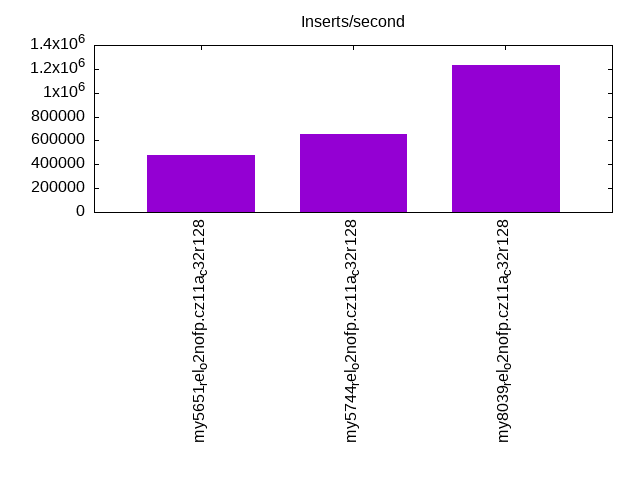 Inserts/second
1.4x10^6
1.2x10^6
1x10^6
800000
600000
400000
200000
0
my5651_rel_o2nofp.cz11a_c32r128
my5744_rel_o2nofp.cz11a_c32r128
my8039_rel_o2nofp.cz11a_c32r128